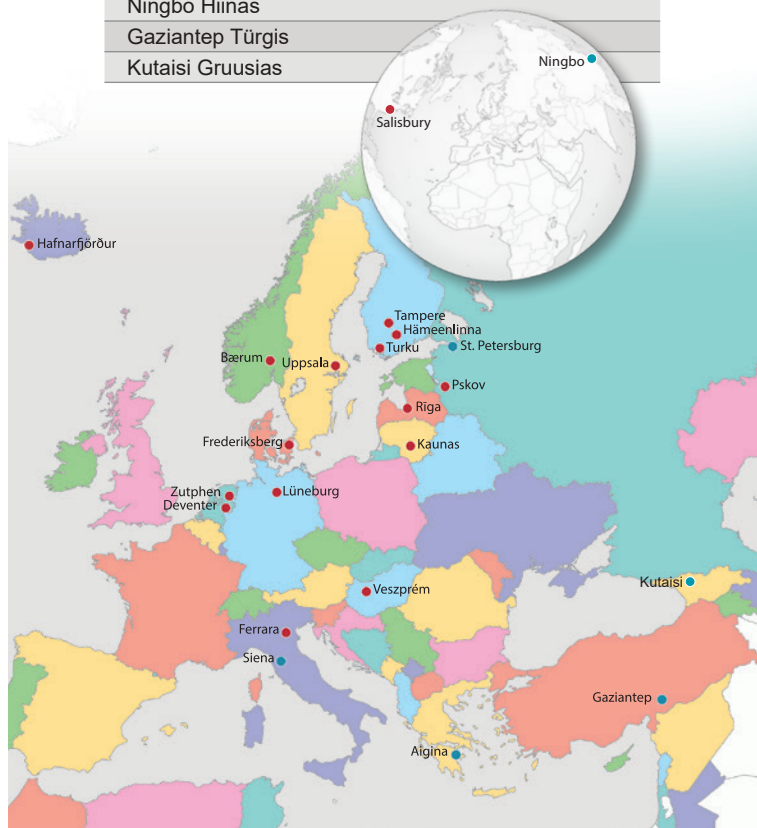 Ningbo Hiinas
Gaziantep Türgis
Kutaisi Gruusias
Ningbo
Salisbury
Hafnarfjörður
Tampere
Hämeenlinna
Turku
St. Petersburg
Bærum
Uppsala
Pskov
Rīga
Frederiksberg
Kaunas
Zutphen
Lüneburg
Deventer
Kutaisi
Veszprém
Ferrara
Siena
Gaziantep
Aigina